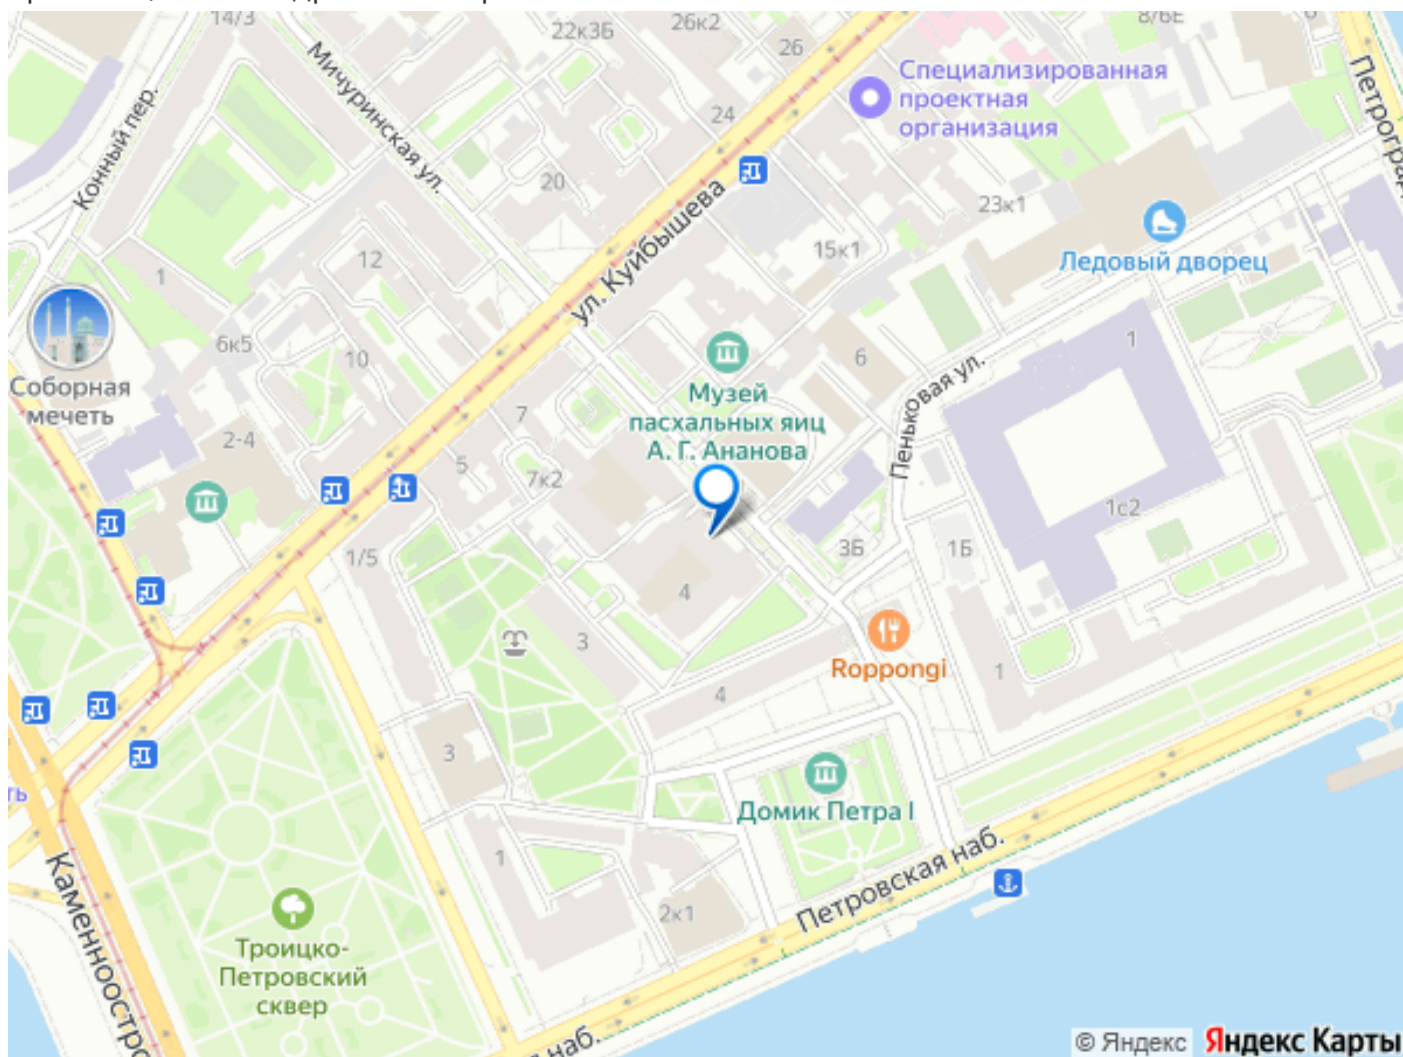 14/3
22к3Б
26к2
26
8/6Е
Мичуринская ул.
Конный пер.
Специализированная
проектная
организация
24
20
ул. Куйбышева
23к1
15к1
Ледовый дворец
12
1
6к5
10
Соборная
мечеть
Музей
пасхальных яиц
А. Г. Ананова
6
1
Пеньковая ул.
7
2-4
5
7к2
1с2
3Б
1Б
1/5
4
3
Roppongi
4
1
3
Домик Петра I
Петровская наб.
1
2к1
Троицко-
Петровский
сквер
наб.
© Яндекс Яндекс Карты